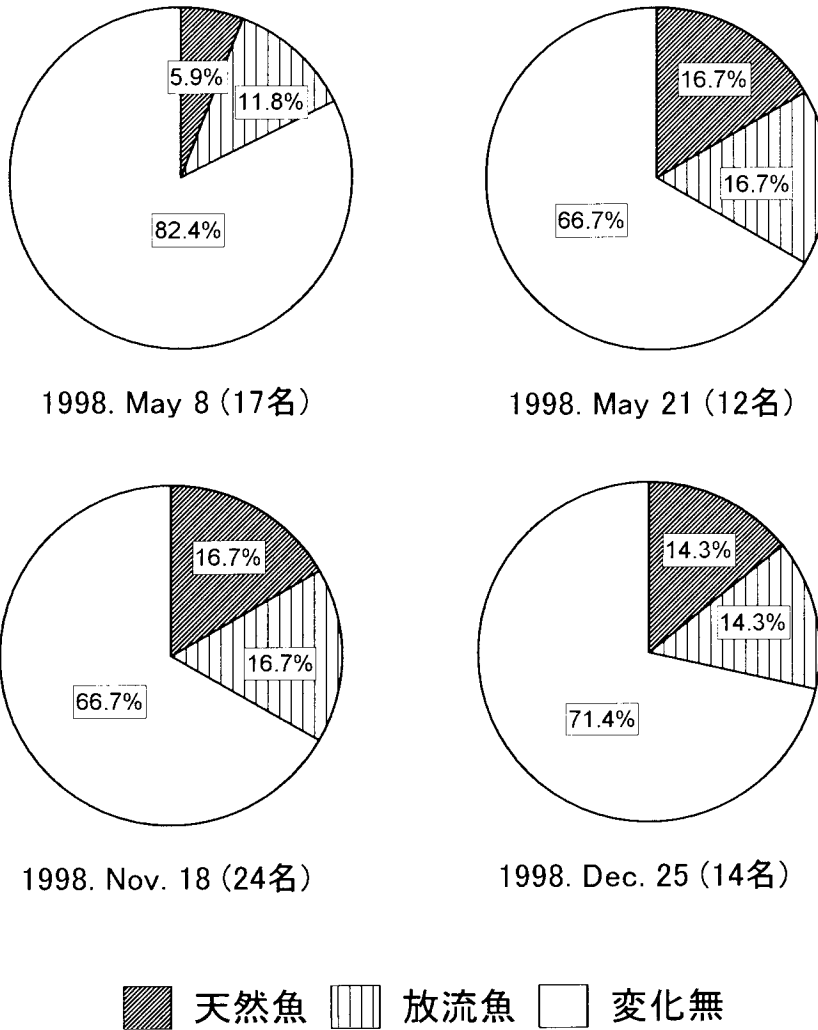 5.9%
11.8%
82.4%
1998. May 8 (17名)
16.7%
16.7%
66.7%
1998. May 21 (12名)
16.7%
16.7%
66.7%
1998. Nov. 18 (24名)
14.3%
14.3%
71.4%
1998. Dec. 25 (14名)
天然魚 放流魚 変化無